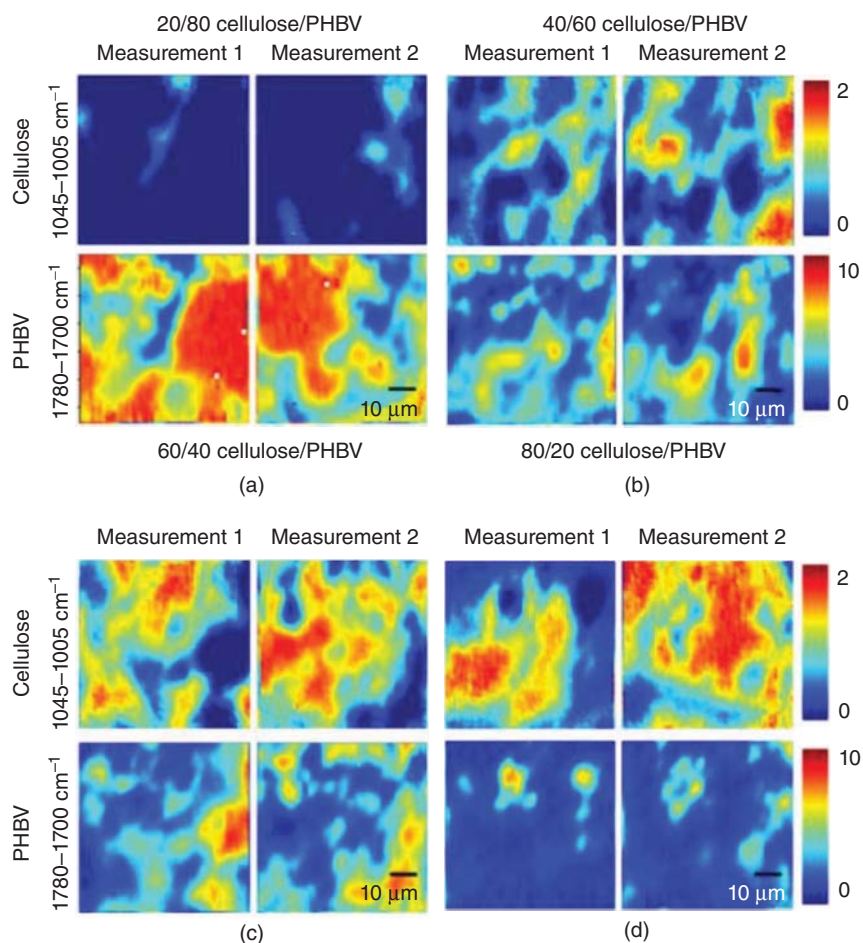 20/80 cellulose/PHBV
40/60 cellulose/PHBV
Measurement 1
Measurement 2
Measurement 1
Measurement 2
Cellulose
1045–1005 cm⁻¹
2
0
PHBV
1780–1700 cm⁻¹
10 μm
10 μm
10
0
60/40 cellulose/PHBV
80/20 cellulose/PHBV
(a)
(b)
Measurement 1
Measurement 2
Measurement 1
Measurement 2
Cellulose
1045–1005 cm⁻¹
2
0
PHBV
1780–1700 cm⁻¹
10 μm
10 μm
10
0
(c)
(d)